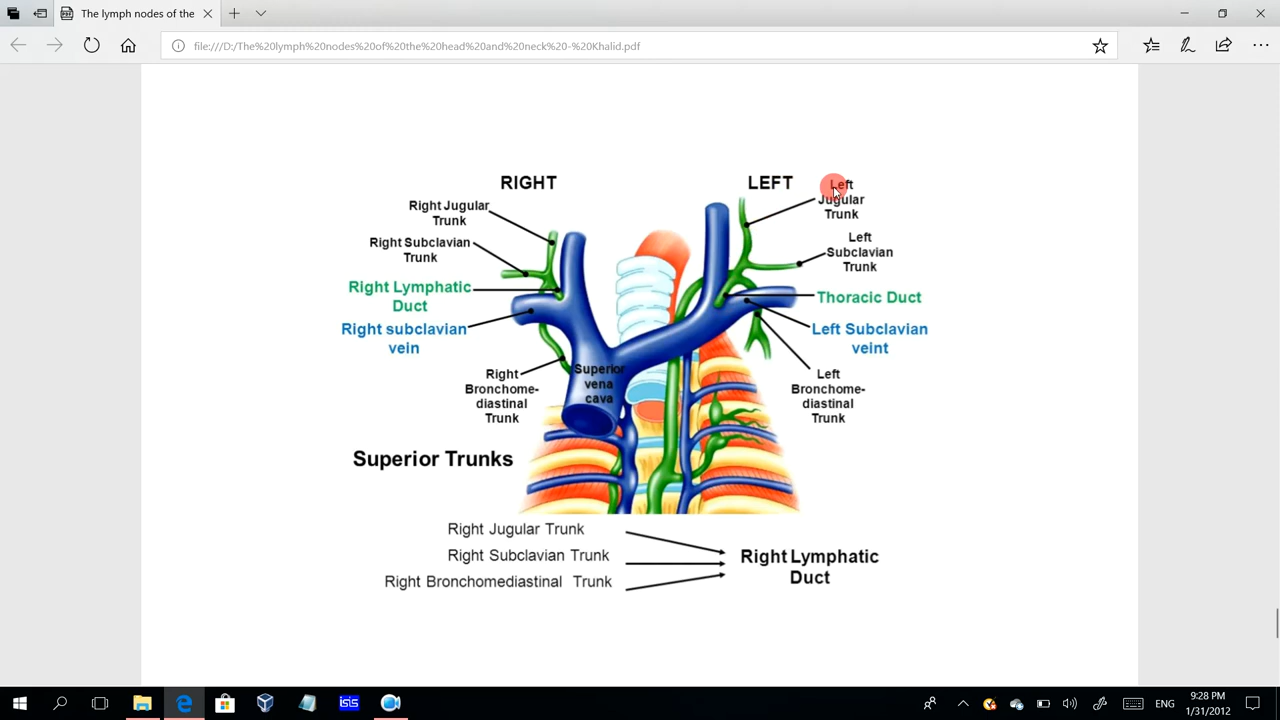 The lymph nodes of the
file:///D:/The%20lymph%20nodes%20of%20the%20head%20and%20neck%20-%20Khalid.pdf
RIGHT
LEFT
Right Jugular
Trunk
Left
Jugular
Trunk
Right Subclavian
Trunk
Left
Subclavian
Trunk
Right Lymphatic
Duct
Thoracic Duct
Right subclavian
vein
Left Subclavian
veint
Superior
vena
cava
Right
Bronchome-
diastinal
Trunk
Left
Bronchome-
diastinal
Trunk
Superior Trunks
Right Jugular Trunk
Right Subclavian Trunk
Right Bronchomediastinal Trunk
Right Lymphatic
Duct
isis
ENG
9:28 PM
1/31/2012